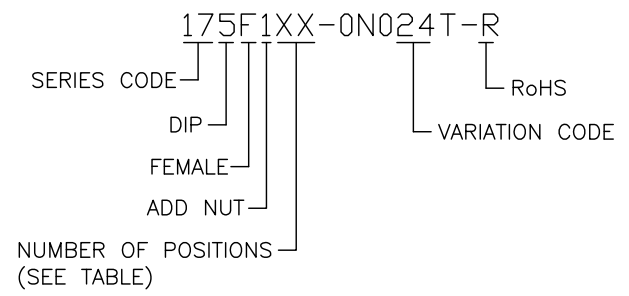 175F1XX-0N024T-R
SERIES CODE
RoHS
DIP
VARIATION CODE
FEMALE
ADD NUT
NUMBER OF POSITIONS
(SEE TABLE)